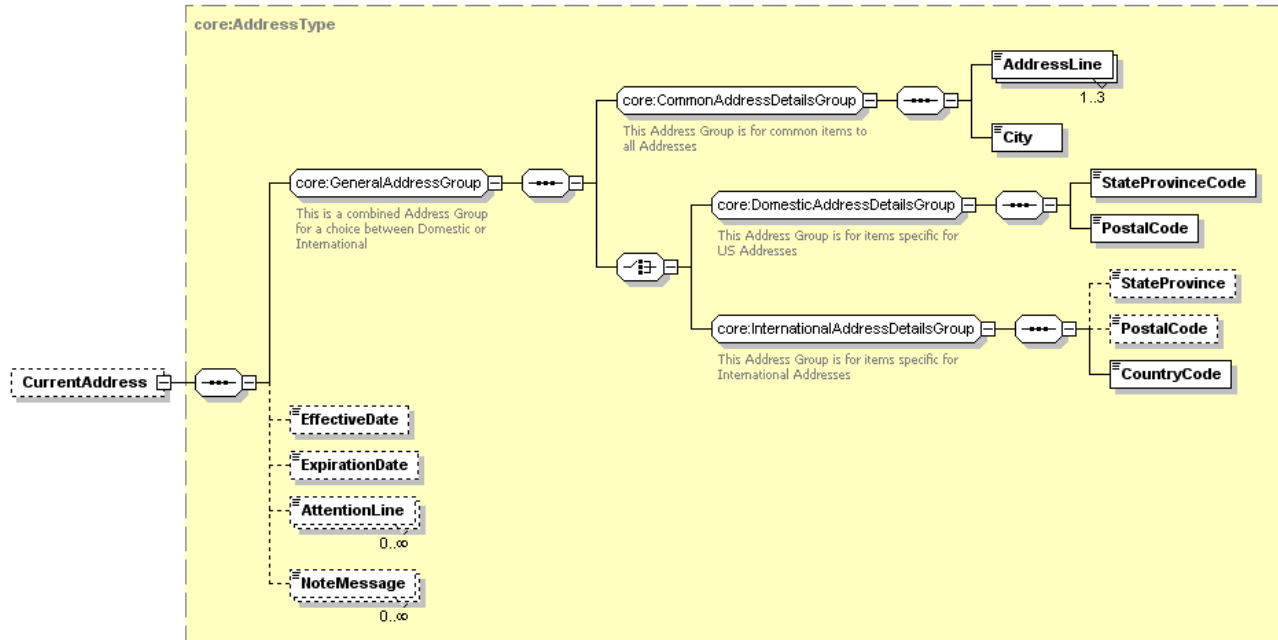 core:AddressType
AddressLine
1..3
core:CommonAddressDetailsGroup
This Address Group is for common items to
all Addresses
City
core:GeneralAddressGroup
This is a combined Address Group
for a choice between Domestic or
International
StateProvinceCode
core:DomesticAddressDetailsGroup
This Address Group is for items specific for
US Addresses
PostalCode
StateProvince
core:InternationalAddressDetailsGroup
This Address Group is for items specific for
International Addresses
PostalCode
CountryCode
CurrentAddress
EffectiveDate
ExpirationDate
AttentionLine
0..∞
NoteMessage
0..∞